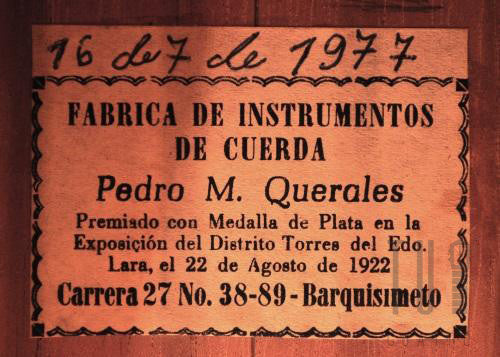 16 de 7 de 1977
FABRICA DE INSTRUMENTOS
DE CUERDA
Pedro M. Querales
Premiado con Medalla de Plata en la
Exposición del Distrito Torres del Edo.
Lara, el 22 de Agosto de 1922
Carrera 27 No. 38-89 - Barquisimeto